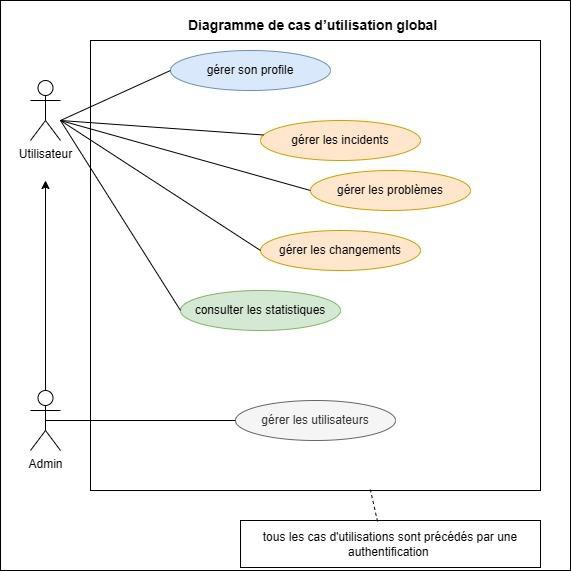 Diagramme de cas d'utilisation global
gérer son profile
gérer les incidents
Utilisateur
gérer les problèmes
gérer les changements
consulter les statistiques
gérer les utilisateurs
Admin
tous les cas d'utilisations sont précédés par une
authentification